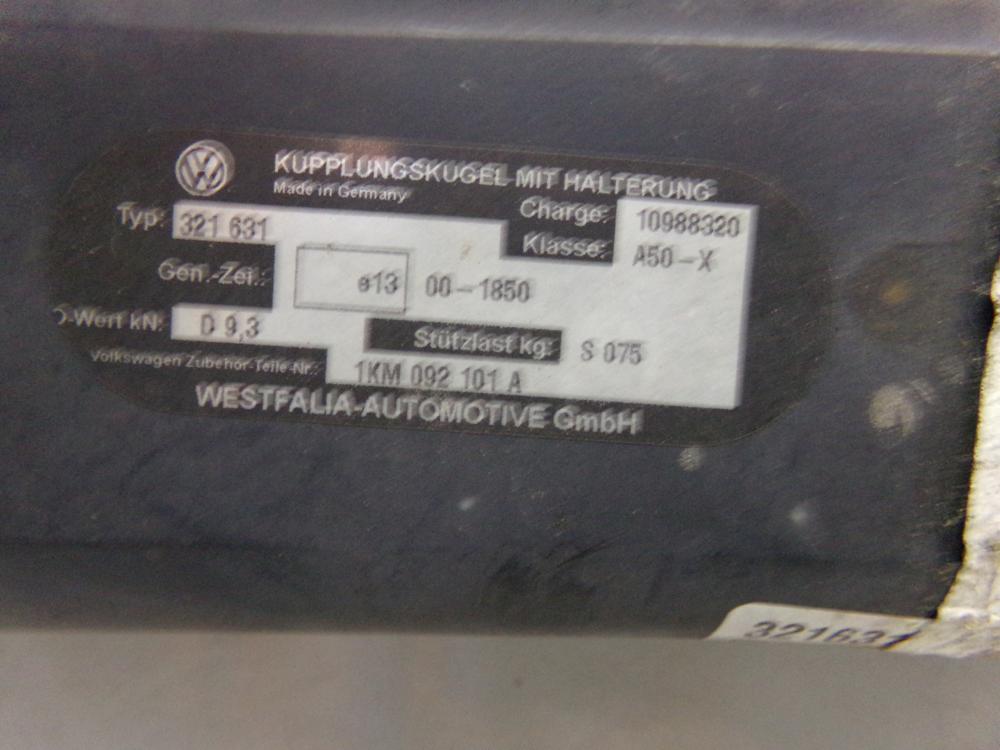 KUPPLUNGSKUGEL MIT HALTERUNG
Made in Germany
Charge: 10988320
Typ: 321 631
Klasse: A50-X
Gen.-Zei.: e13 00-1850
D-Wert kN: D 9,3
Stützlast kg: S 075
Volkswagen Zubehör-Teile-Nr.: 1KM 092 101 A
WESTFALIA-AUTOMOTIVE GmbH
321631